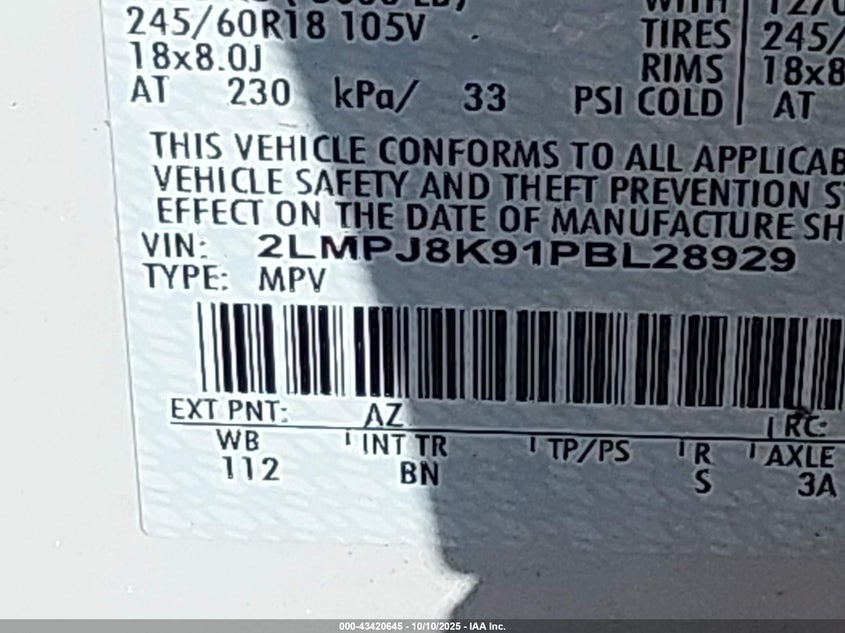 245/60R18 105V
18x8.0J
AT 230 kPa/ 33 PSI COLD
WITH
TIRES 245/
RIMS 18x8
AT
THIS VEHICLE CONFORMS TO ALL APPLICAB
VEHICLE SAFETY AND THEFT PREVENTION S
EFFECT ON THE DATE OF MANUFACTURE SH
VIN: 2LMPJ8K91PBL28929
TYPE: MPV
EXT PNT: AZ RC:
WB INT TR TP/PS R AXLE
112 BN S 3A
000-43420645 - 10/10/2025 - IAA Inc.